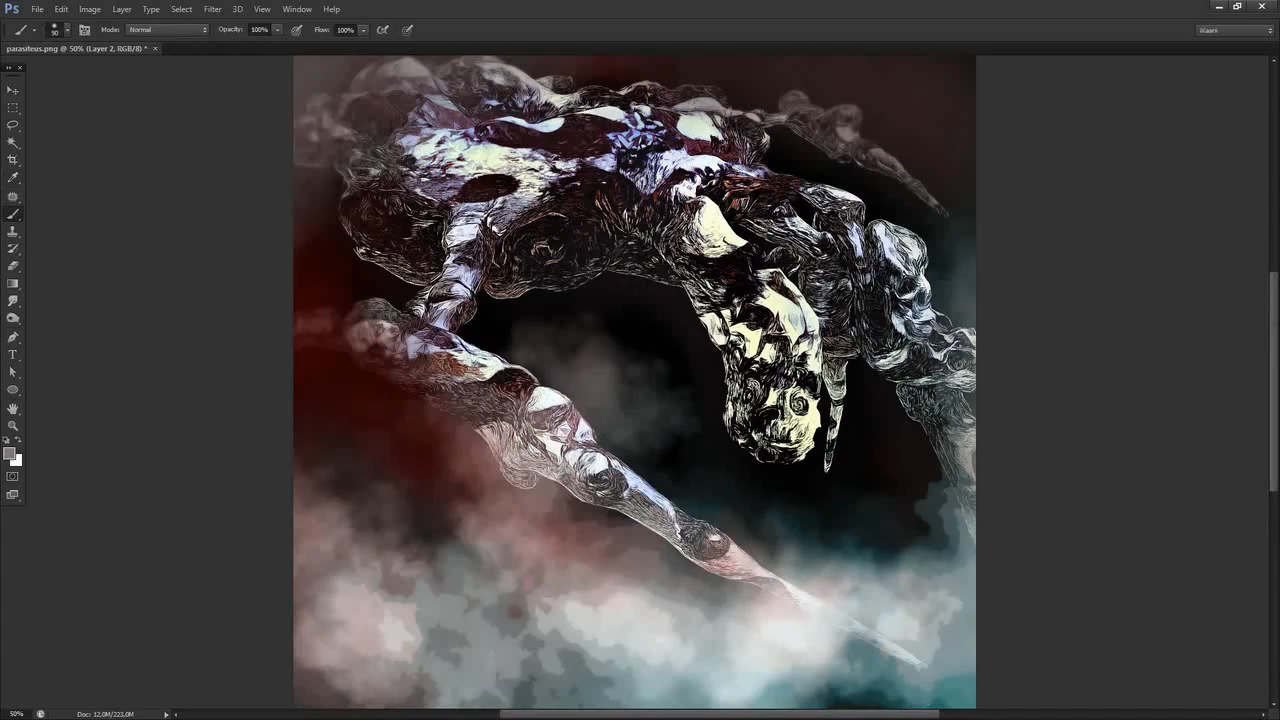 Ps File Edit Image Layer Type Select Filter 3D View Window Help
90 Mode: Normal Opacity: 100% Flow: 100%
parasiteus.png @ 50% (Layer 2, RGB/8) *
50% Doc: 12,0M/223,0M